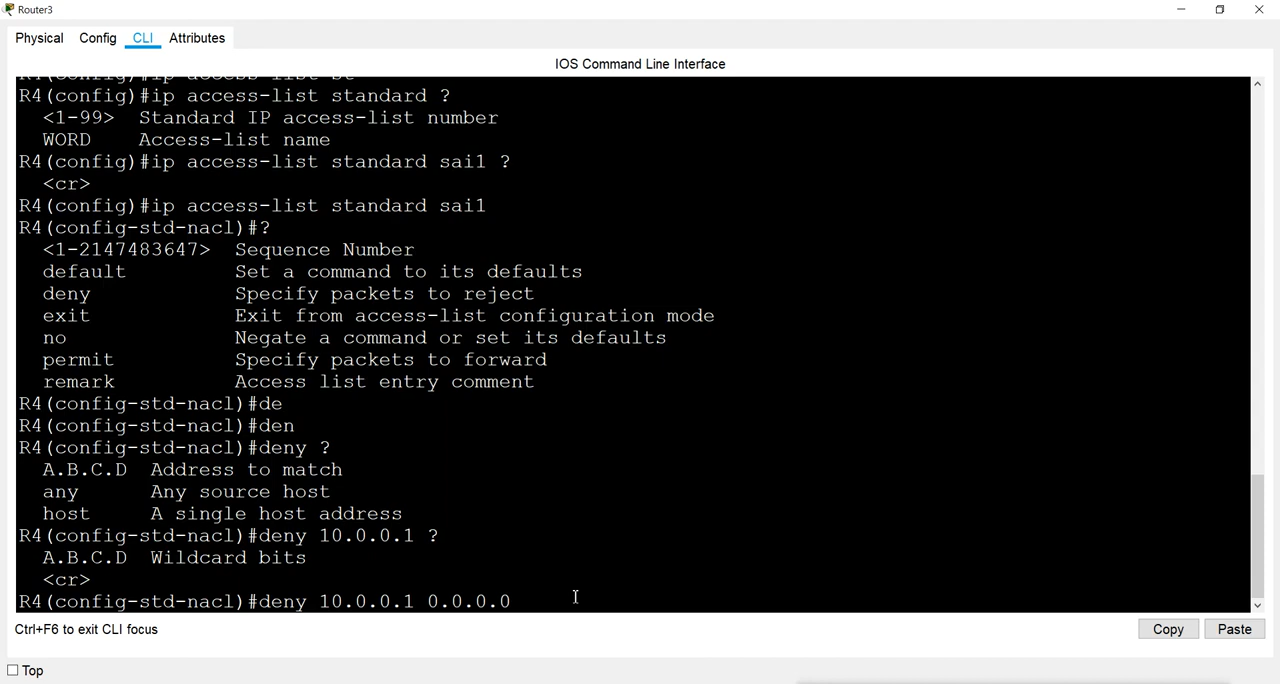 Router3
Physical Config CLI Attributes
IOS Command Line Interface
R4(config)#ip access-list st
R4(config)#ip access-list standard ?
<1-99> Standard IP access-list number
WORD Access-list name
R4(config)#ip access-list standard sai1 ?
<cr>
R4(config)#ip access-list standard sai1
R4(config-std-nacl)#?
<1-2147483647> Sequence Number
default Set a command to its defaults
deny Specify packets to reject
exit Exit from access-list configuration mode
no Negate a command or set its defaults
permit Specify packets to forward
remark Access list entry comment
R4(config-std-nacl)#de
R4(config-std-nacl)#den
R4(config-std-nacl)#deny ?
A.B.C.D Address to match
any Any source host
host A single host address
R4(config-std-nacl)#deny 10.0.0.1 ?
A.B.C.D Wildcard bits
<cr>
R4(config-std-nacl)#deny 10.0.0.1 0.0.0.0
Ctrl+F6 to exit CLI focus
Copy Paste
Top